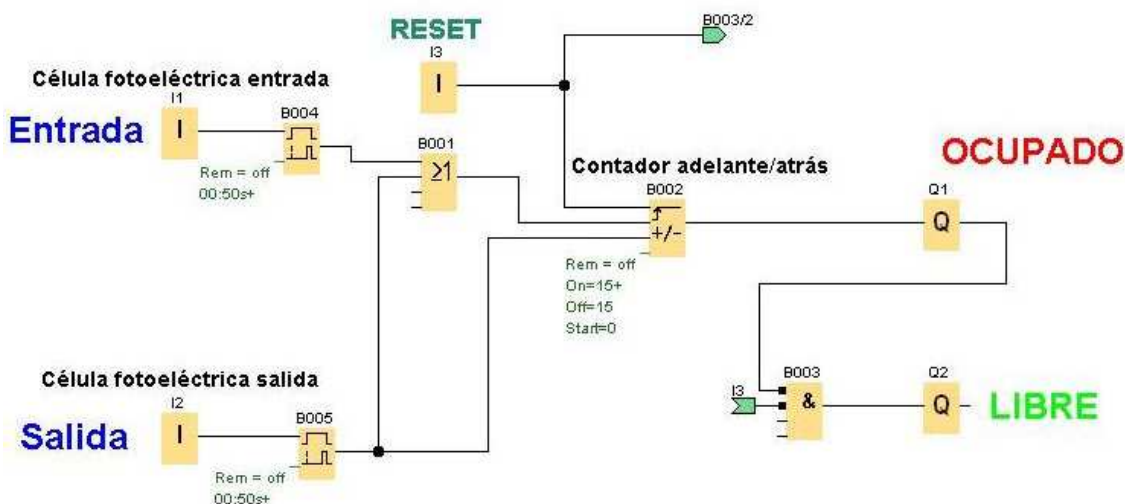 RESET
B003/2
I3
I
Célula fotoeléctrica entrada
I1
Entrada
I
B004
Rem = off
00:50s+
B001
≥1
Contador adelante/atrás
B002
+/-
Rem = off
On=15+
Off=15
Start=0
OCUPADO
Q1
Q
Célula fotoeléctrica salida
I2
Salida
I
B005
Rem = off
00:50s+
I3
B003
&
Q2
Q
LIBRE